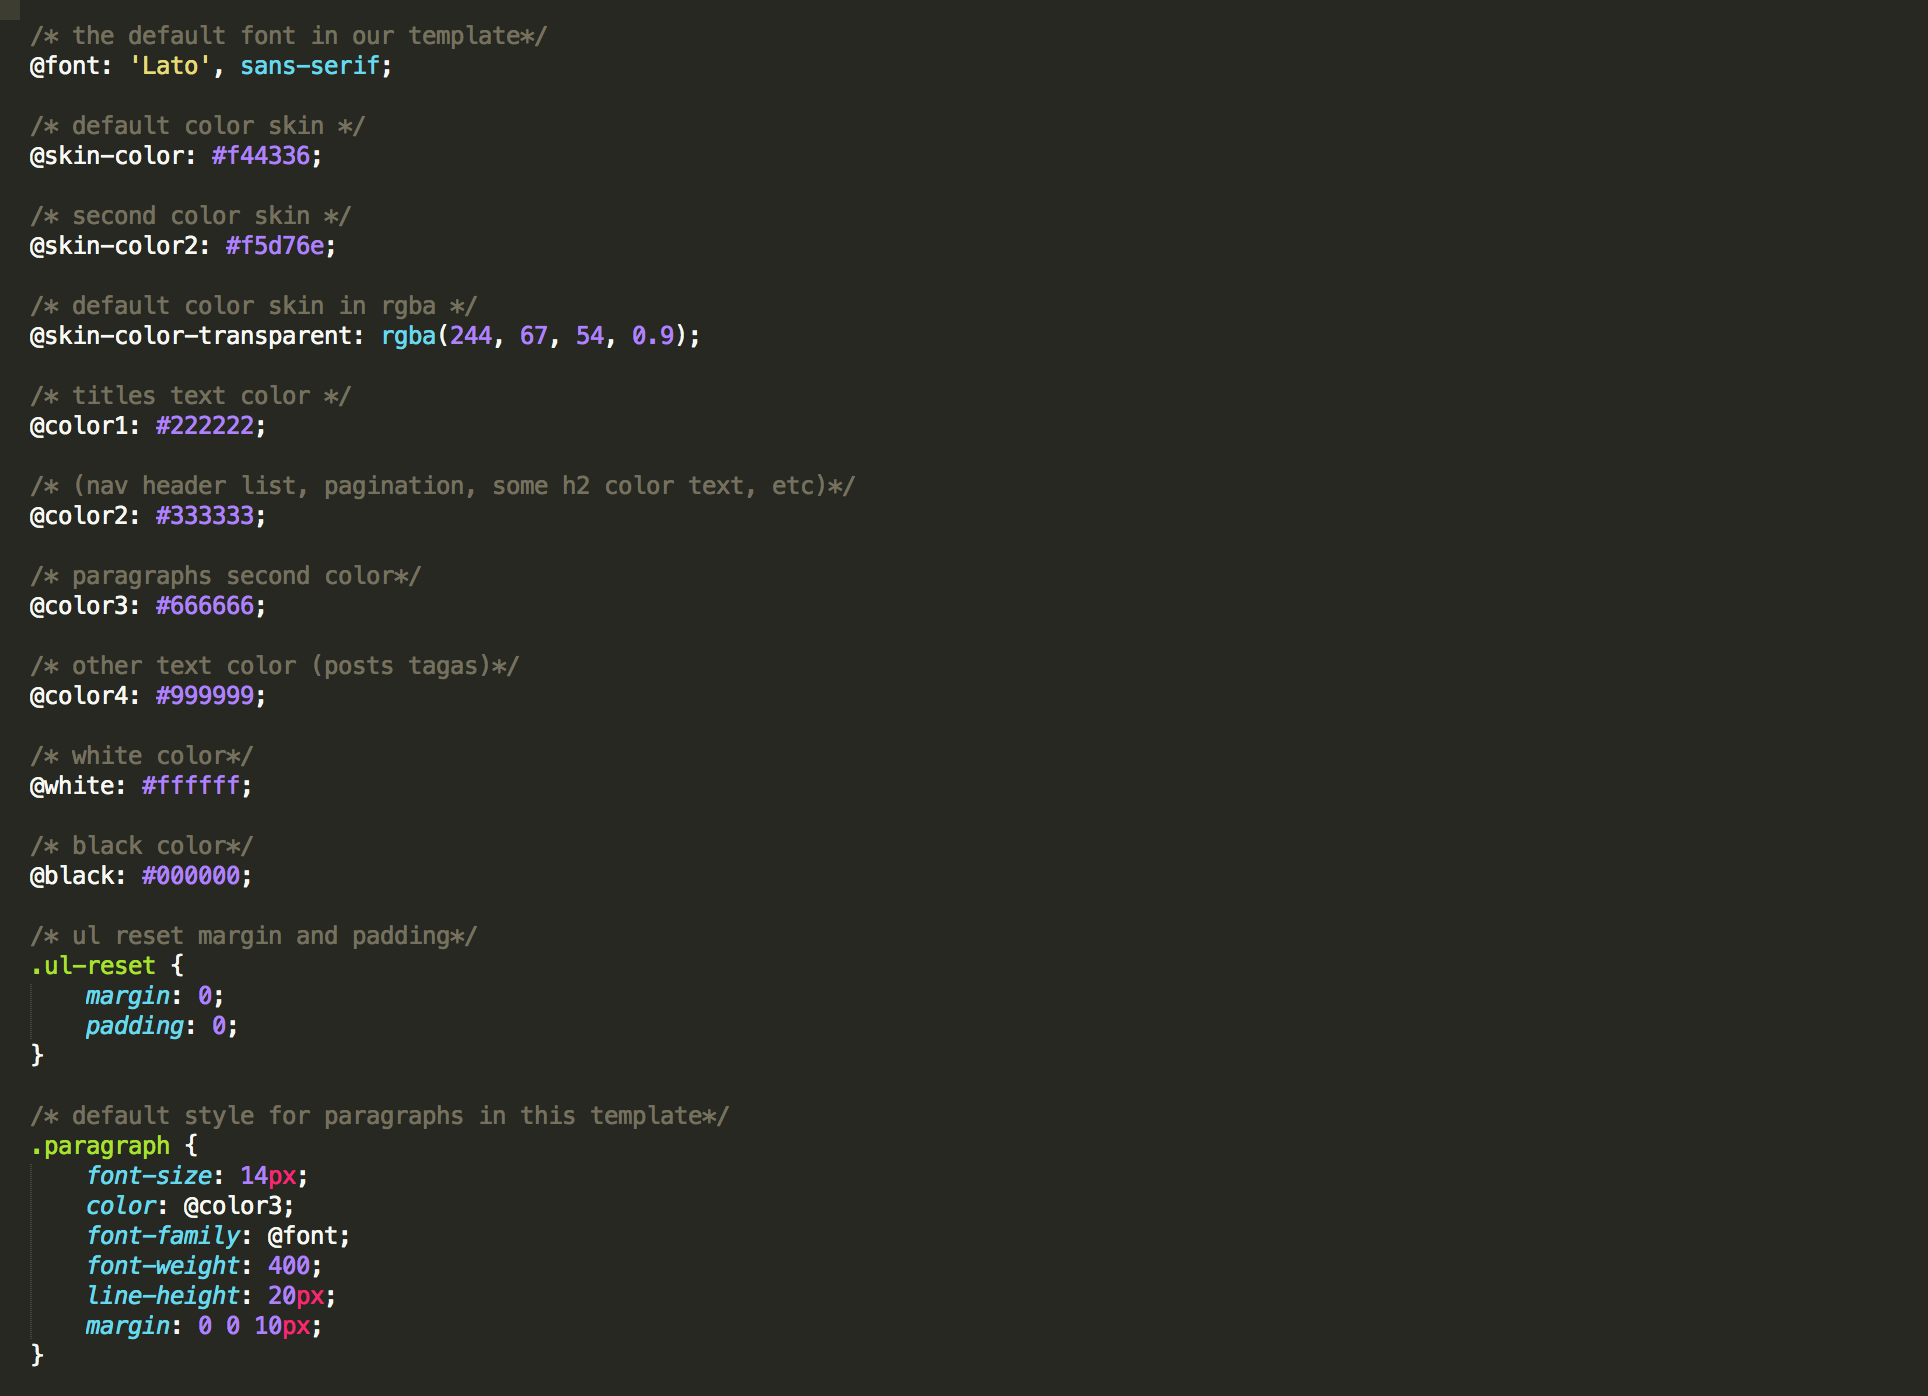 /* the default font in our template*/
@font: 'Lato', sans-serif;
/* default color skin */
@skin-color: #f44336;
/* second color skin */
@skin-color2: #f5d76e;
/* default color skin in rgba */
@skin-color-transparent: rgba(244, 67, 54, 0.9);
/* titles text color */
@color1: #222222;
/* (nav header list, pagination, some h2 color text, etc)*/
@color2: #333333;
/* paragraphs second color*/
@color3: #666666;
/* other text color (posts tagas)*/
@color4: #999999;
/* white color*/
@white: #ffffff;
/* black color*/
@black: #000000;
/* ul reset margin and padding*/
.ul-reset {
    margin: 0;
    padding: 0;
}
/* default style for paragraphs in this template*/
.paragraph {
    font-size: 14px;
    color: @color3;
    font-family: @font;
    font-weight: 400;
    line-height: 20px;
    margin: 0 0 10px;
}